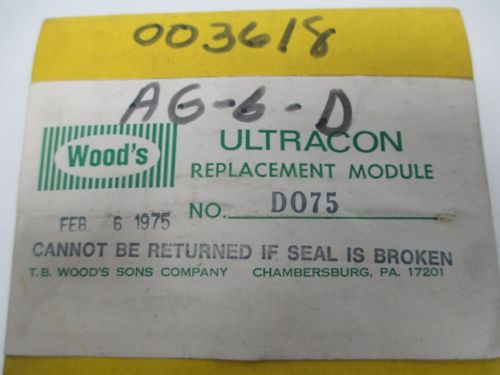 003618
AG-6-D
Wood's
ULTRACON
REPLACEMENT MODULE
NO. D075
FEB 6 1975
CANNOT BE RETURNED IF SEAL IS BROKEN
T.B. WOOD'S SONS COMPANY CHAMBERSBURG, PA. 17201